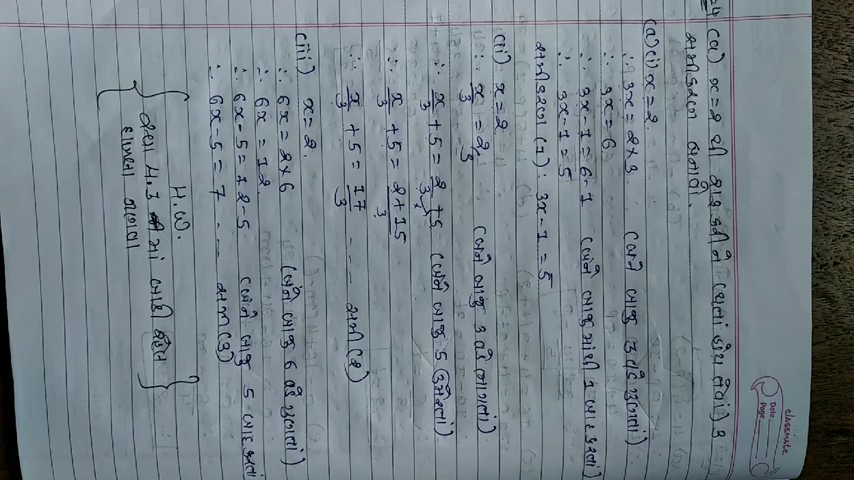 classmate
Date
Page
(a) x=2 થી શરૂ કરીને (થતાં હોય તેવાં) 3
સમીકરણ બનાવો.
(a)(i) x=2.
∴ 3x = 2×3 (બંને બાજુ 3 વડે ગુણતાં)
∴ 3x = 6
∴ 3x-1 = 6-1 (બંને બાજુમાંથી 1 બાદ કરતાં)
∴ 3x-1 = 5
સમીકરણ (1): 3x-1 = 5
(ii) x=2
∴ x/3 = 2/3 (બંને બાજુ 3 વડે ભાગતાં)
∴ x/3 + 5 = 2/3 + 5 (બંને બાજુ 5 ઉમેરતાં)
∴ x/3 + 5 = 2+15/3
∴ x/3 + 5 = 17/3 --- સમી(2)
(iii) x=2.
∴ 6x = 2×6 (બંને બાજુ 6 વડે ગુણતાં)
∴ 6x = 12.
∴ 6x-5 = 12-5 (બંને બાજુ 5 બાદ કરતાં
∴ 6x-5 = 7 --- સમી(3)
H.W.
4.3 માં બાકી
દાખલા ગણવા